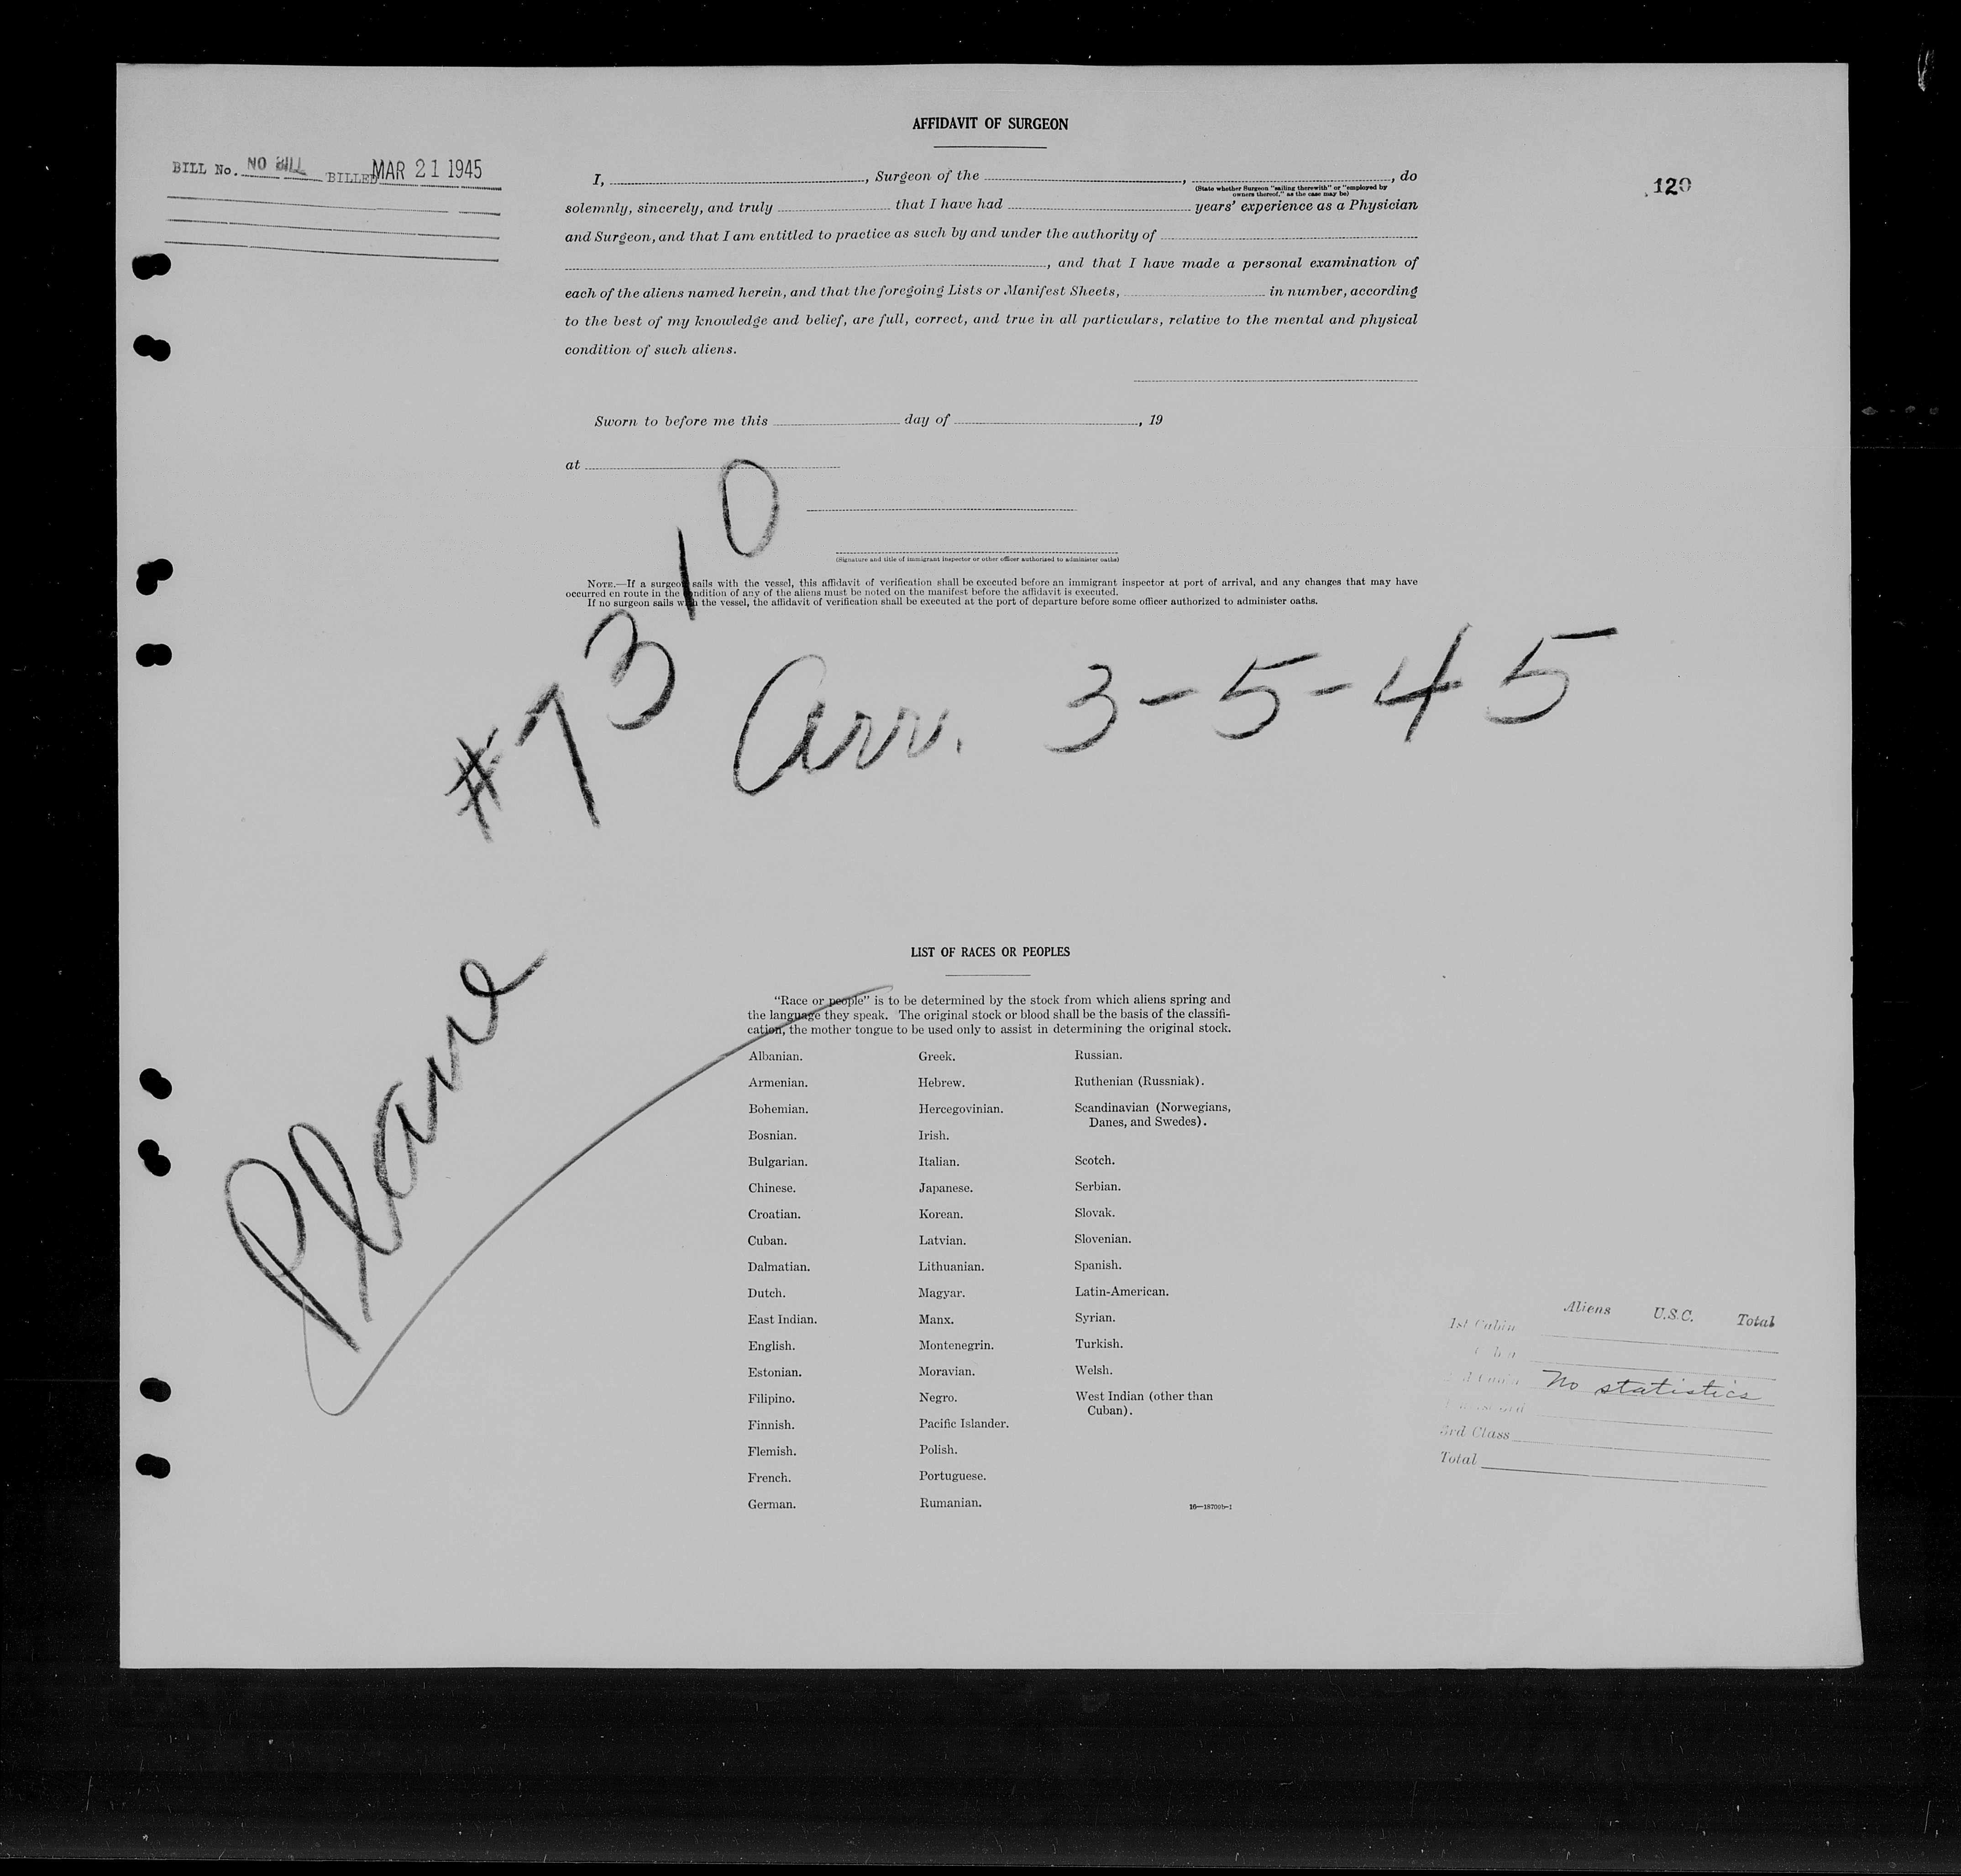 AFFIDAVIT OF SURGEON
BILL No. NO BILL BILLED MAR 21 1945
120
I, , Surgeon of the , , do
(State whether Surgeon "sailing therewith" or "employed by
owners thereof," as the case may be)
solemnly, sincerely, and truly that I have had years' experience as a Physician
and Surgeon, and that I am entitled to practice as such by and under the authority of
, and that I have made a personal examination of
each of the aliens named herein, and that the foregoing Lists or Manifest Sheets, in number, according
to the best of my knowledge and belief, are full, correct, and true in all particulars, relative to the mental and physical
condition of such aliens.
Sworn to before me this day of , 19
at
(Signature and title of immigrant inspector or other officer authorized to administer oaths)
NOTE.—If a surgeon sails with the vessel, this affidavit of verification shall be executed before an immigrant inspector at port of arrival, and any changes that may have
occurred en route in the condition of any of the aliens must be noted on the manifest before the affidavit is executed.
If no surgeon sails with the vessel, the affidavit of verification shall be executed at the port of departure before some officer authorized to administer oaths.
Plane #7310
Arr. 3-5-45
LIST OF RACES OR PEOPLES
"Race or people" is to be determined by the stock from which aliens spring and
the language they speak. The original stock or blood shall be the basis of the classifi-
cation, the mother tongue to be used only to assist in determining the original stock.
Albanian.
Armenian.
Bohemian.
Bosnian.
Bulgarian.
Chinese.
Croatian.
Cuban.
Dalmatian.
Dutch.
East Indian.
English.
Estonian.
Filipino.
Finnish.
Flemish.
French.
German.
Greek.
Hebrew.
Hercegovinian.
Irish.
Italian.
Japanese.
Korean.
Latvian.
Lithuanian.
Magyar.
Manx.
Montenegrin.
Moravian.
Negro.
Pacific Islander.
Polish.
Portuguese.
Rumanian.
Russian.
Ruthenian (Russniak).
Scandinavian (Norwegians,
Danes, and Swedes).
Scotch.
Serbian.
Slovak.
Slovenian.
Spanish.
Latin-American.
Syrian.
Turkish.
Welsh.
West Indian (other than
Cuban).
16—18700b-1
Aliens U.S.C. Total
1st Cabin
No statistics
3rd Class
Total